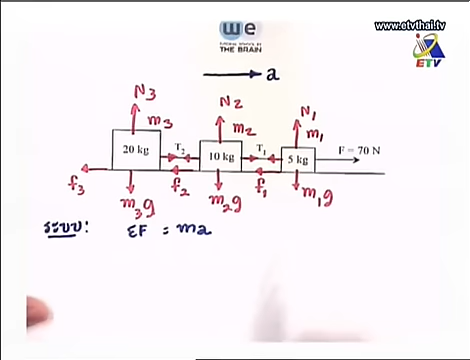 www.etvthai.tv
we
THE BRAIN
ETV
a
N3 N2 N1
m3 m2 m1
20 kg T2 10 kg T1 5 kg F = 70 N
f3 f2 f1
m3g m2g m1g
ระบบ: ΣF = ma